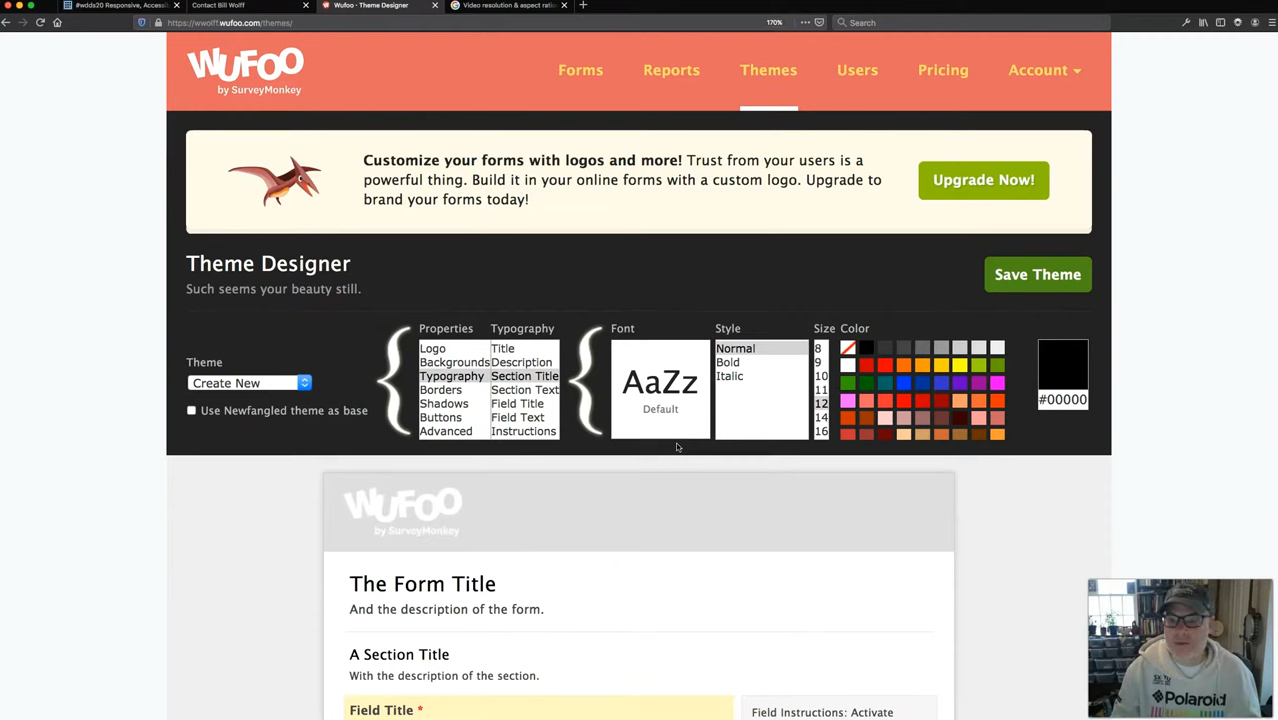 #wdds20 Responsive, Accessi
Contact Bill Wolff
Wufoo - Theme Designer
Video resolution & aspect rati
https://wwolff.wufoo.com/themes/
170%
Search
WUFOO
by SurveyMonkey
Forms
Reports
Themes
Users
Pricing
Account
Customize your forms with logos and more! Trust from your users is a
powerful thing. Build it in your online forms with a custom logo. Upgrade to
brand your forms today!
Upgrade Now!
Theme Designer
Such seems your beauty still.
Save Theme
Theme
Create New
Use Newfangled theme as base
Properties
Logo
Backgrounds
Typography
Borders
Shadows
Buttons
Advanced
Typography
Title
Description
Section Title
Section Text
Field Title
Field Text
Instructions
Font
AaZz
Default
Style
Normal
Bold
Italic
Size
8
9
10
11
12
14
16
Color
#00000
WUFOO
by SurveyMonkey
The Form Title
And the description of the form.
A Section Title
With the description of the section.
Field Title *
Field Instructions: Activate
POLAROID